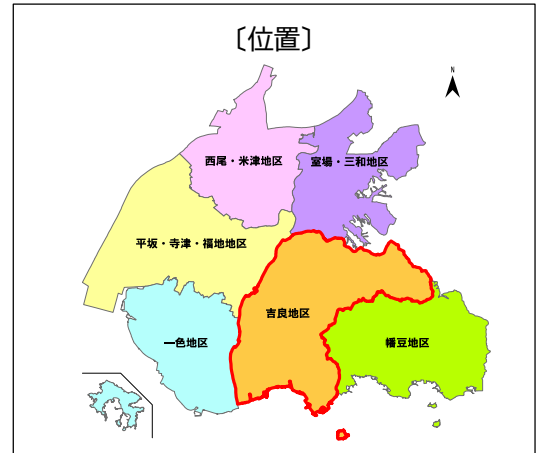 〔位置〕
N
西尾・米津地区
室場・三和地区
平坂・寺津・福地地区
吉良地区
一色地区
幡豆地区